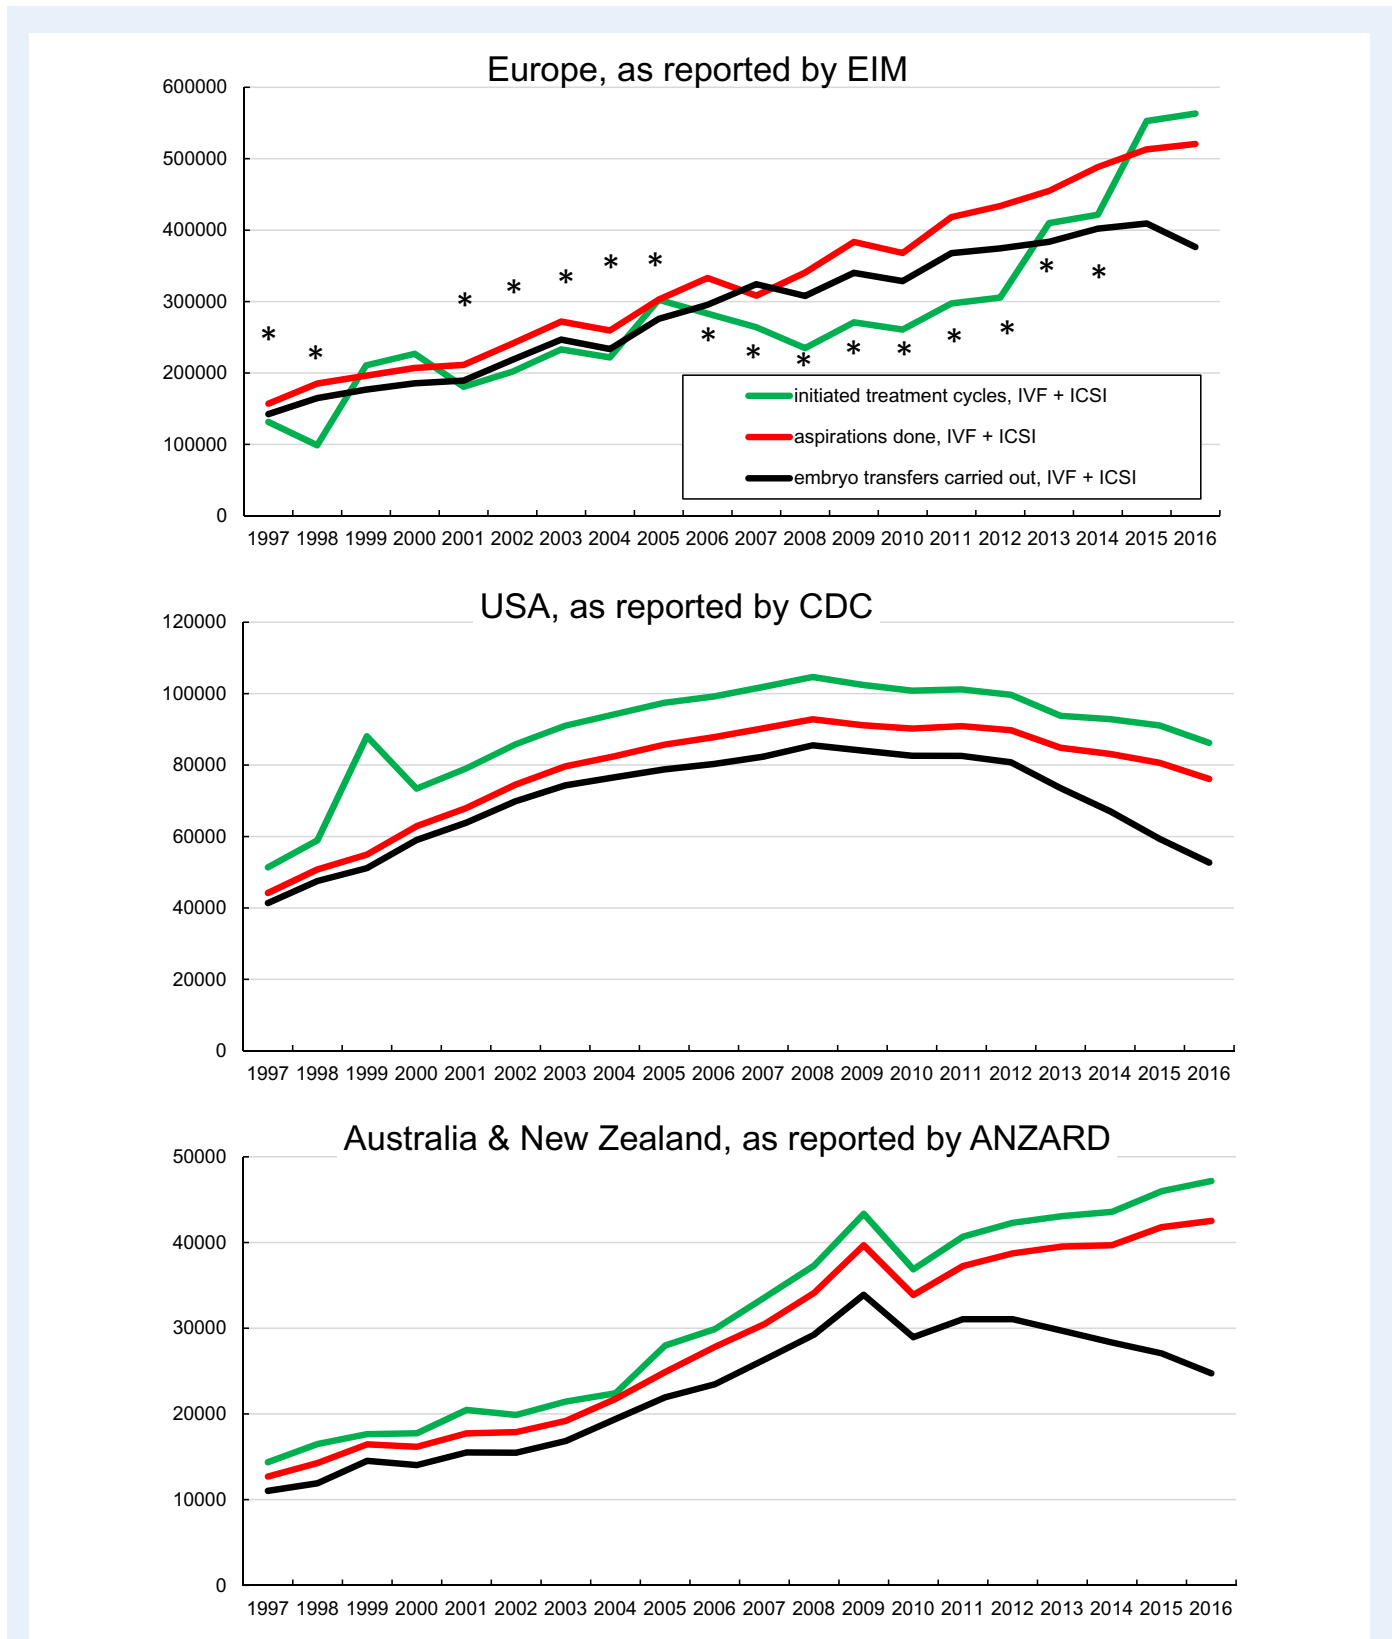 Europe, as reported by EIM
600000
500000
400000
300000
200000
100000
0
* * * * * * * * * * * * * * * *
initiated treatment cycles, IVF + ICSI
aspirations done, IVF + ICSI
embryo transfers carried out, IVF + ICSI
1997 1998 1999 2000 2001 2002 2003 2004 2005 2006 2007 2008 2009 2010 2011 2012 2013 2014 2015 2016
USA, as reported by CDC
120000
100000
80000
60000
40000
20000
0
1997 1998 1999 2000 2001 2002 2003 2004 2005 2006 2007 2008 2009 2010 2011 2012 2013 2014 2015 2016
Australia & New Zealand, as reported by ANZARD
50000
40000
30000
20000
10000
0
1997 1998 1999 2000 2001 2002 2003 2004 2005 2006 2007 2008 2009 2010 2011 2012 2013 2014 2015 2016